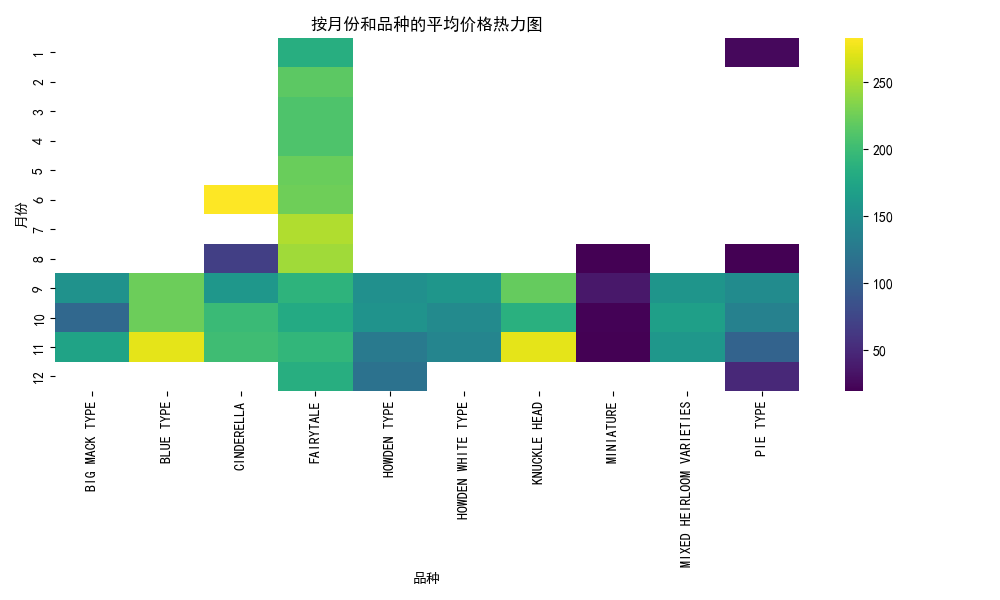 按月份和品种的平均价格热力图
月份
1
2
3
4
5
6
7
8
9
10
11
12
250
200
150
100
50
BIG MACK TYPE
BLUE TYPE
CINDERELLA
FAIRYTALE
HOWDEN TYPE
HOWDEN WHITE TYPE
KNUCKLE HEAD
MINIATURE
MIXED HEIRLOOM VARIETIES
PIE TYPE
品种